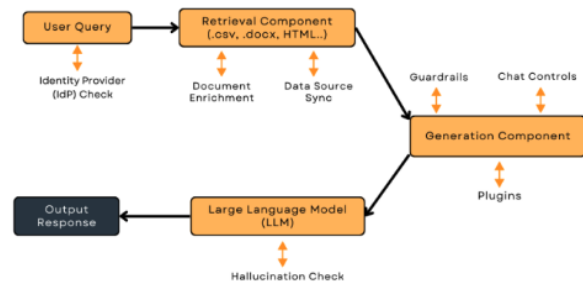 User Query
Retrieval Component
(.csv, .docx, HTML..)
Identity Provider
(IdP) Check
Document
Enrichment
Data Source
Sync
Guardrails
Chat Controls
Generation Component
Plugins
Output
Response
Large Language Model
(LLM)
Hallucination Check